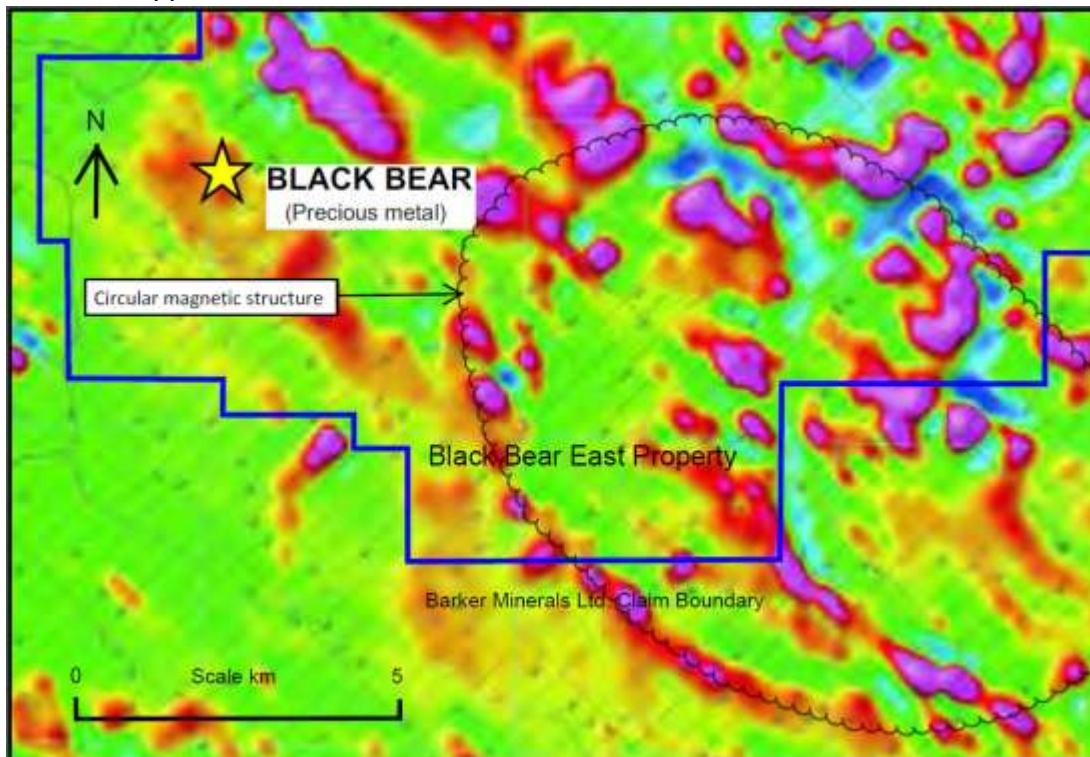 N
BLACK BEAR
(Precious metal)
Circular magnetic structure
Black Bear East Property
Barker Minerals Ltd. Claim Boundary
0 Scale km 5